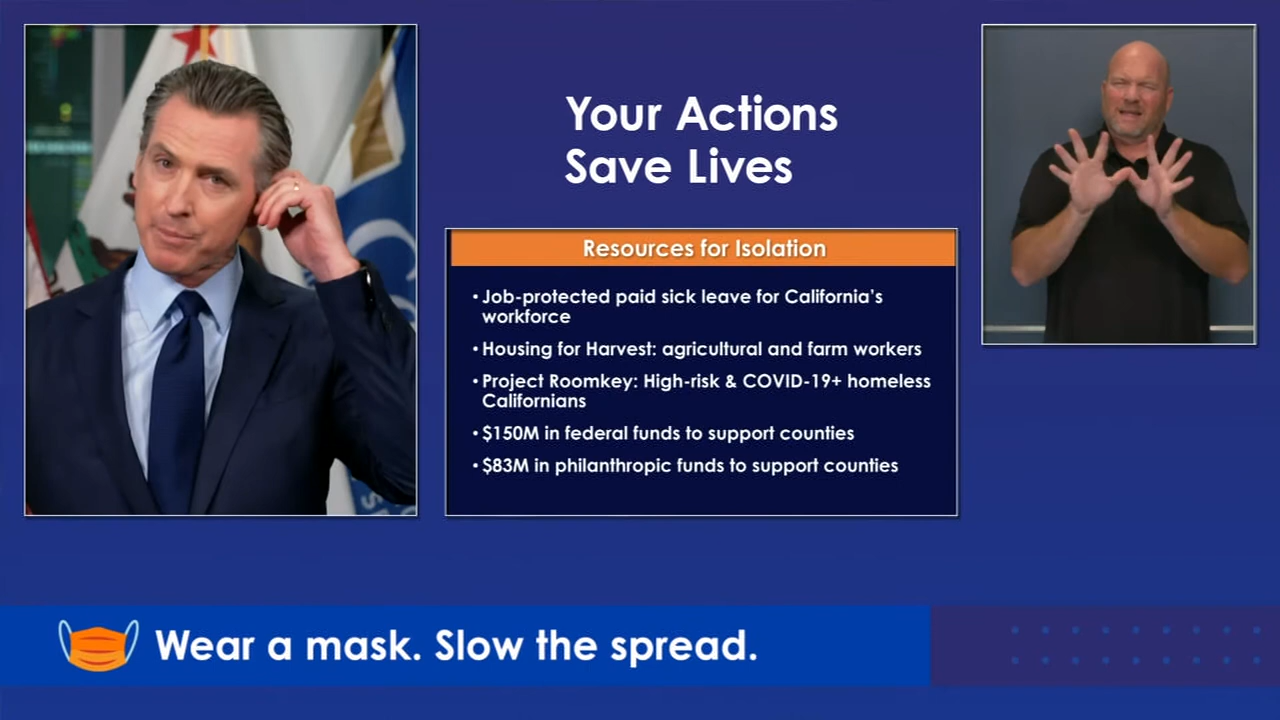 Your Actions
Save Lives
Resources for Isolation
• Job-protected paid sick leave for California's
workforce
• Housing for Harvest: agricultural and farm workers
• Project Roomkey: High-risk & COVID-19+ homeless
Californians
• $150M in federal funds to support counties
• $83M in philanthropic funds to support counties
Wear a mask. Slow the spread.